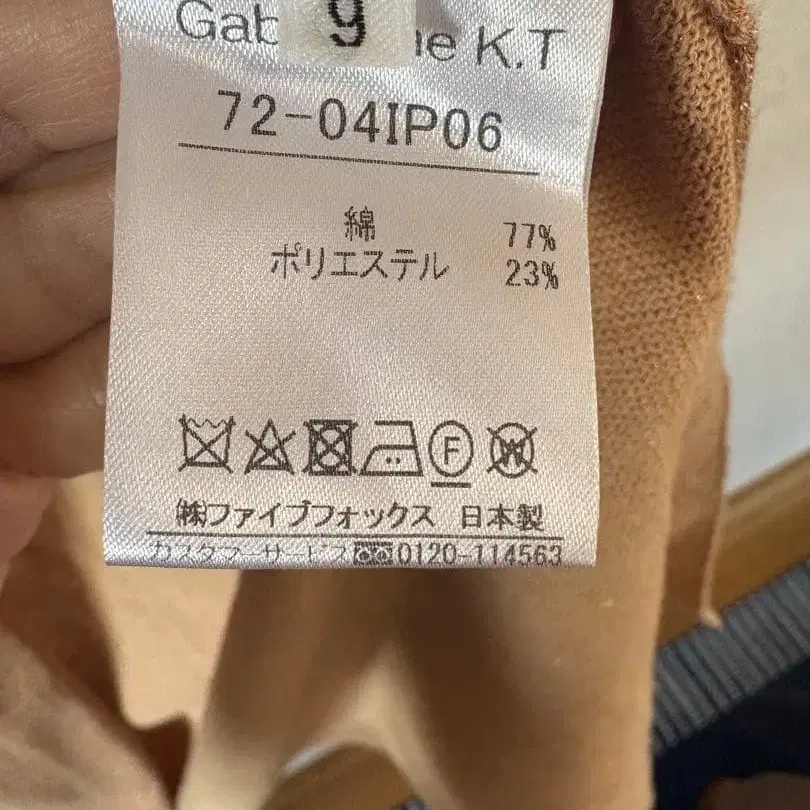 9
Gab ne K.T
72-04IP06
綿 77%
ポリエステル 23%
F W
㈱ファイブフォックス 日本製
カスタマーサービス 0120-114563